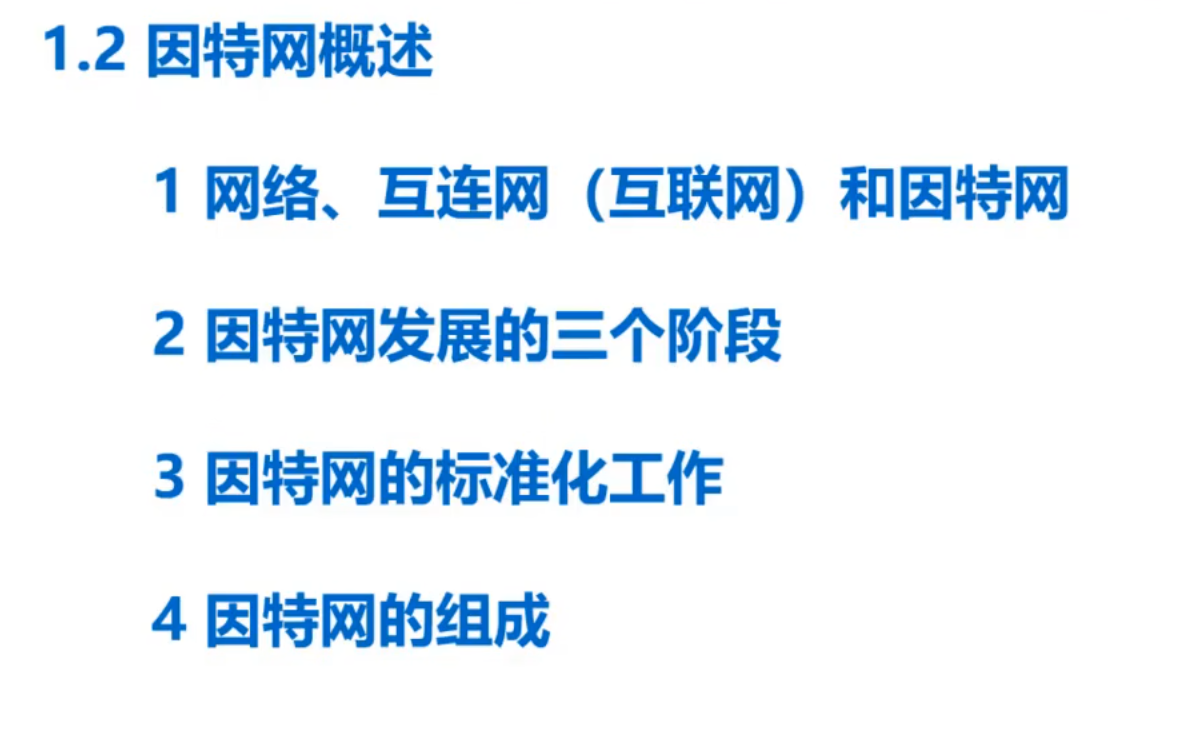 1.2 因特网概述
1 网络、互连网（互联网）和因特网
2 因特网发展的三个阶段
3 因特网的标准化工作
4 因特网的组成